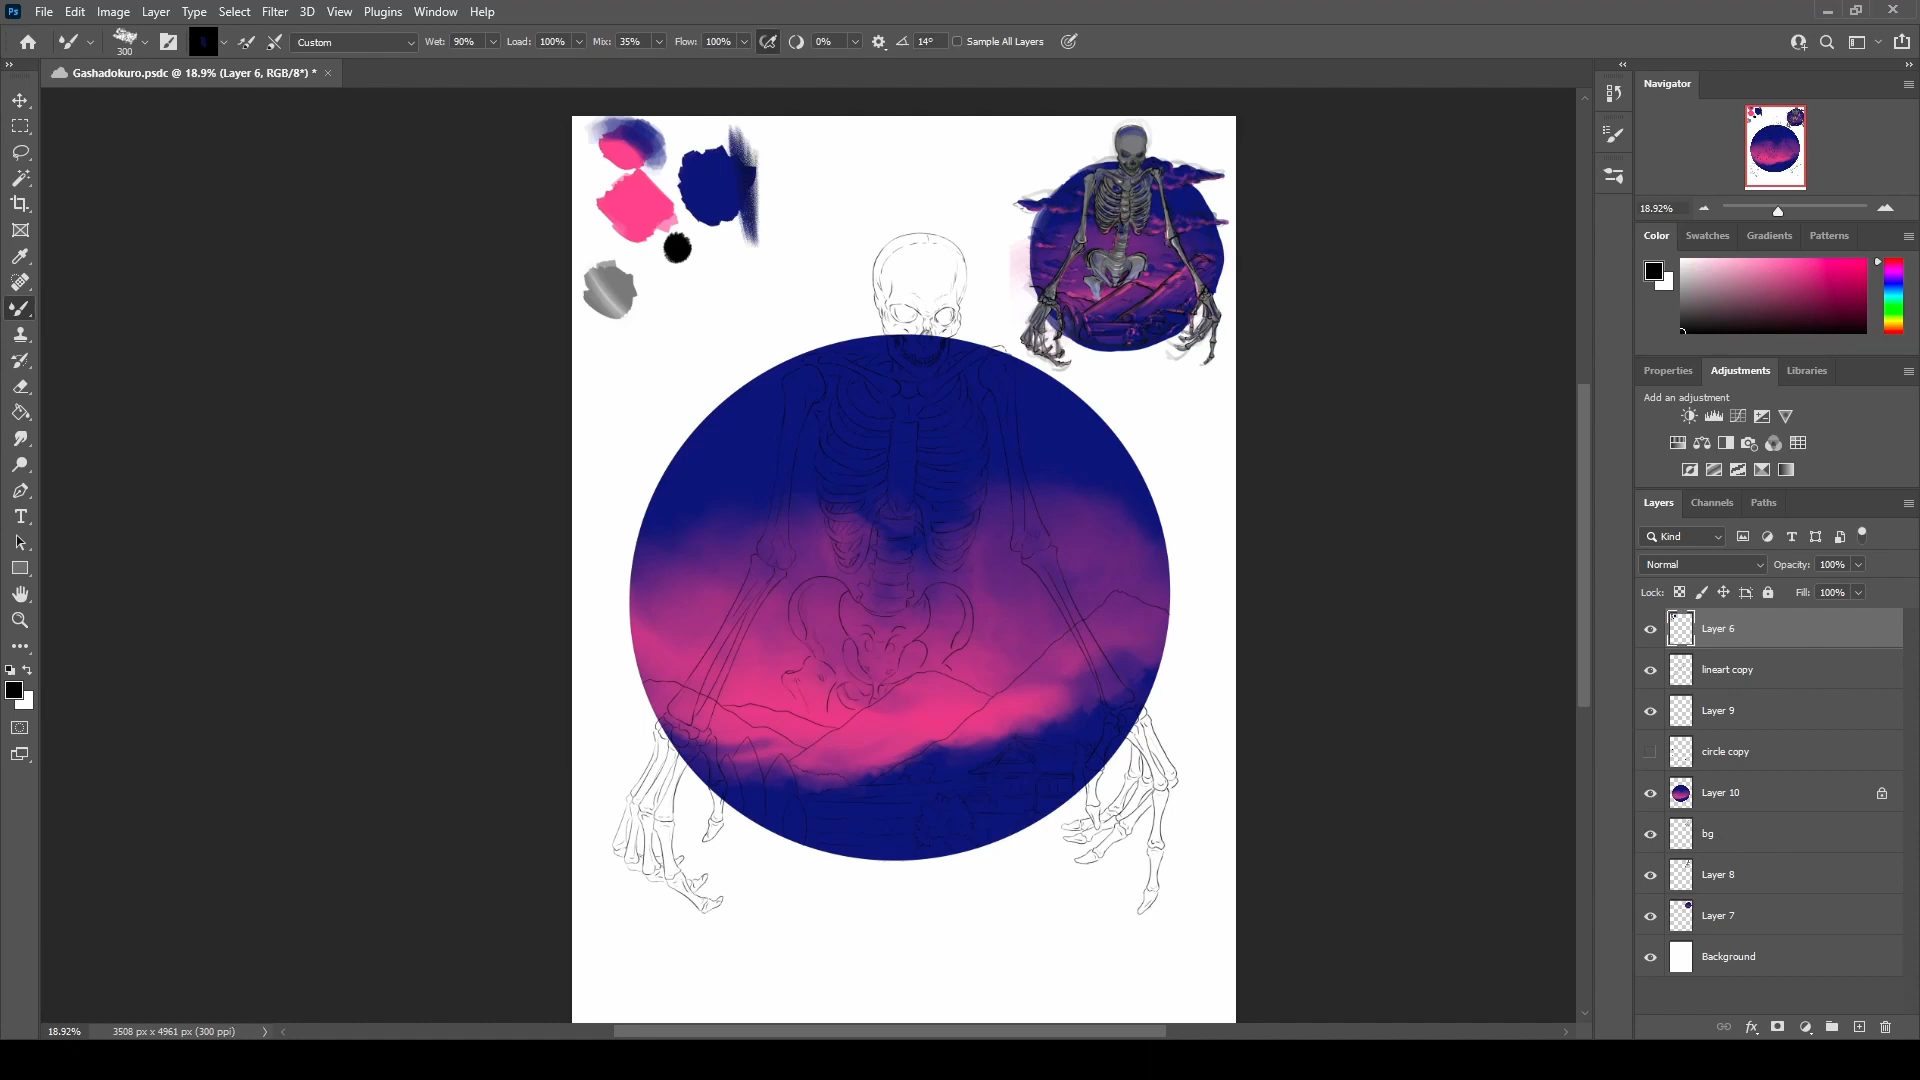 Ps File Edit Image Layer Type Select Filter 3D View Plugins Window Help
300 Custom Wet: 90% Load: 100% Mix: 35% Flow: 100% 0% 14° Sample All Layers
Gashadokuro.psdc @ 18.9% (Layer 6, RGB/8*) * ×
Navigator
18.92%
Color Swatches Gradients Patterns
Properties Adjustments Libraries
Add an adjustment
Layers Channels Paths
Kind
Normal Opacity: 100%
Lock: Fill: 100%
Layer 6
lineart copy
Layer 9
circle copy
Layer 10
bg
Layer 8
Layer 7
Background
fx
18.92% 3508 px x 4961 px (300 ppi)